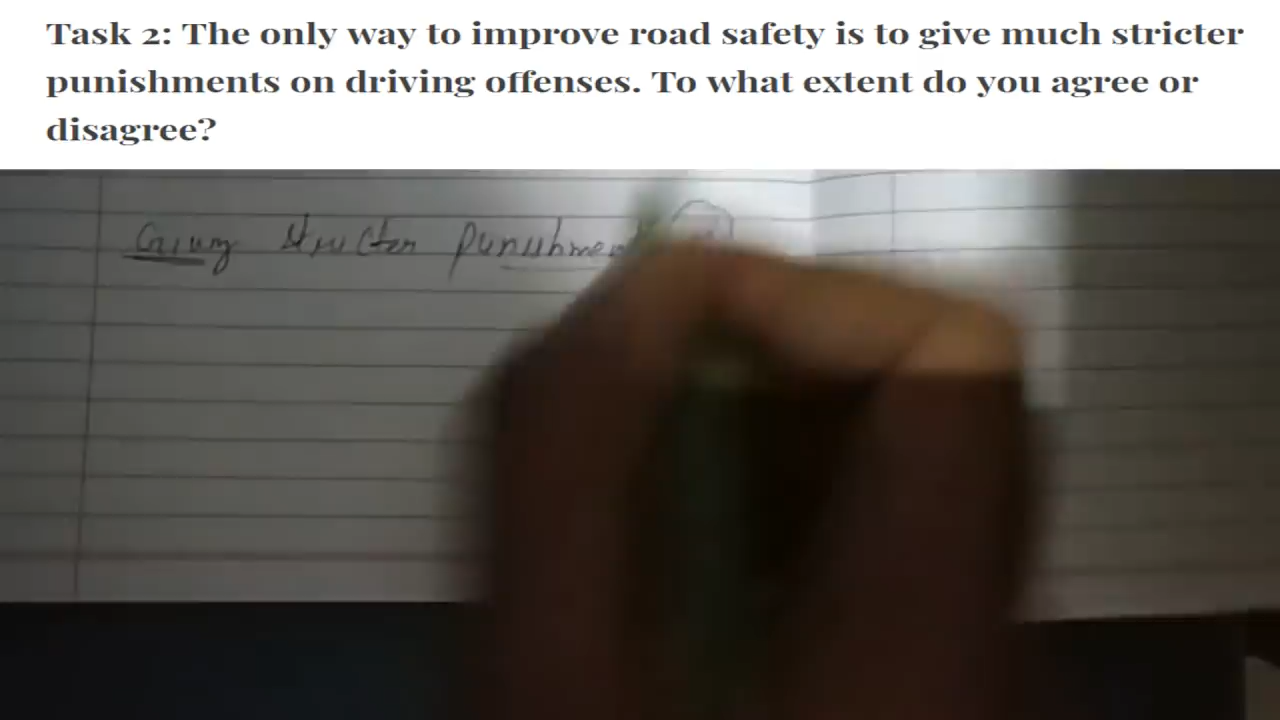 Task 2: The only way to improve road safety is to give much stricter
punishments on driving offenses. To what extent do you agree or
disagree?
Giving stricter punishment